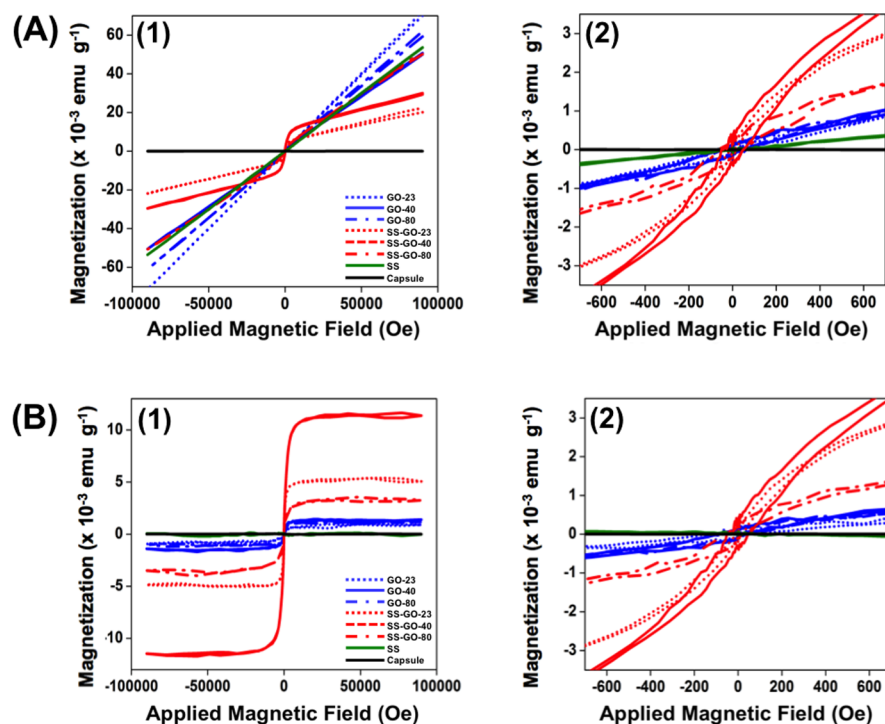 (A)
(1)
Magnetization (x 10⁻³ emu g⁻¹)
60
40
20
0
-20
-40
-60
GO-23
GO-40
GO-80
SS-GO-23
SS-GO-40
SS-GO-80
SS
Capsule
-100000 -50000 0 50000 100000
Applied Magnetic Field (Oe)
(2)
Magnetization (x 10⁻³ emu g⁻¹)
3
2
1
0
-1
-2
-3
-600 -400 -200 0 200 400 600
Applied Magnetic Field (Oe)
(B)
(1)
Magnetization (x 10⁻³ emu g⁻¹)
10
5
0
-5
-10
GO-23
GO-40
GO-80
SS-GO-23
SS-GO-40
SS-GO-80
SS
Capsule
-100000 -50000 0 50000 100000
Applied Magnetic Field (Oe)
(2)
Magnetization (x 10⁻³ emu g⁻¹)
3
2
1
0
-1
-2
-3
-600 -400 -200 0 200 400 600
Applied Magnetic Field (Oe)